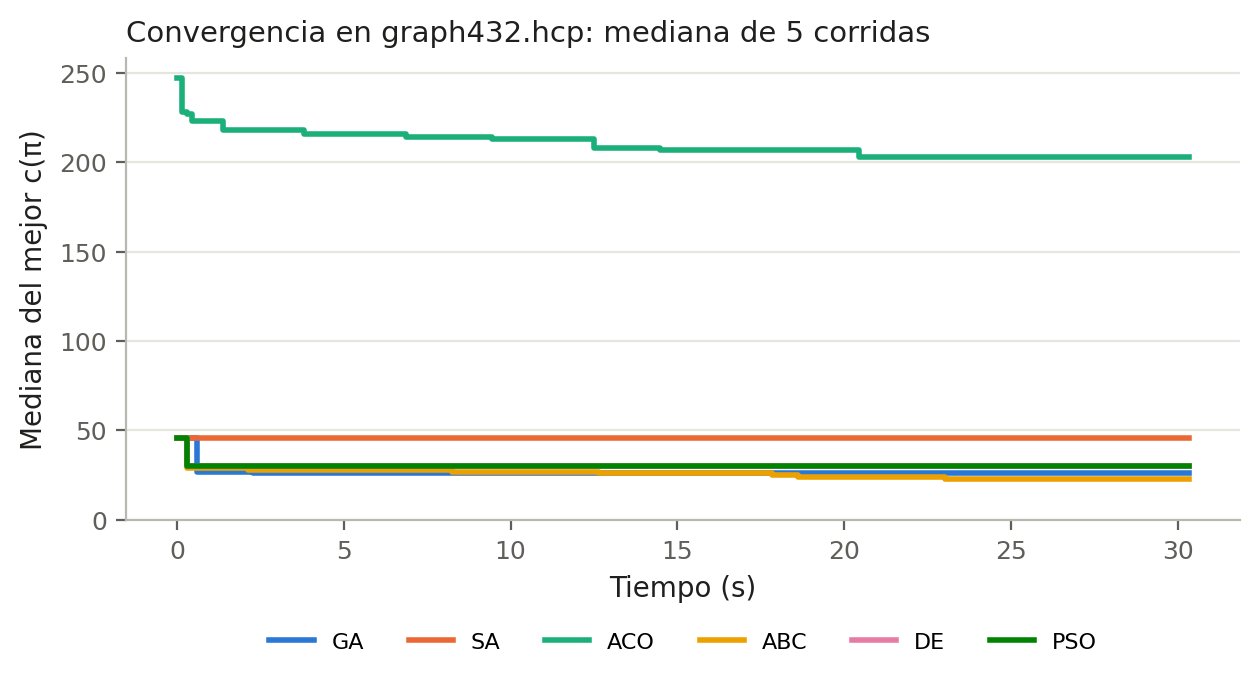 Convergencia en graph432.hcp: mediana de 5 corridas
Mediana del mejor c(π)
250
200
150
100
50
0
0 5 10 15 20 25 30
Tiempo (s)
GA SA ACO ABC DE PSO